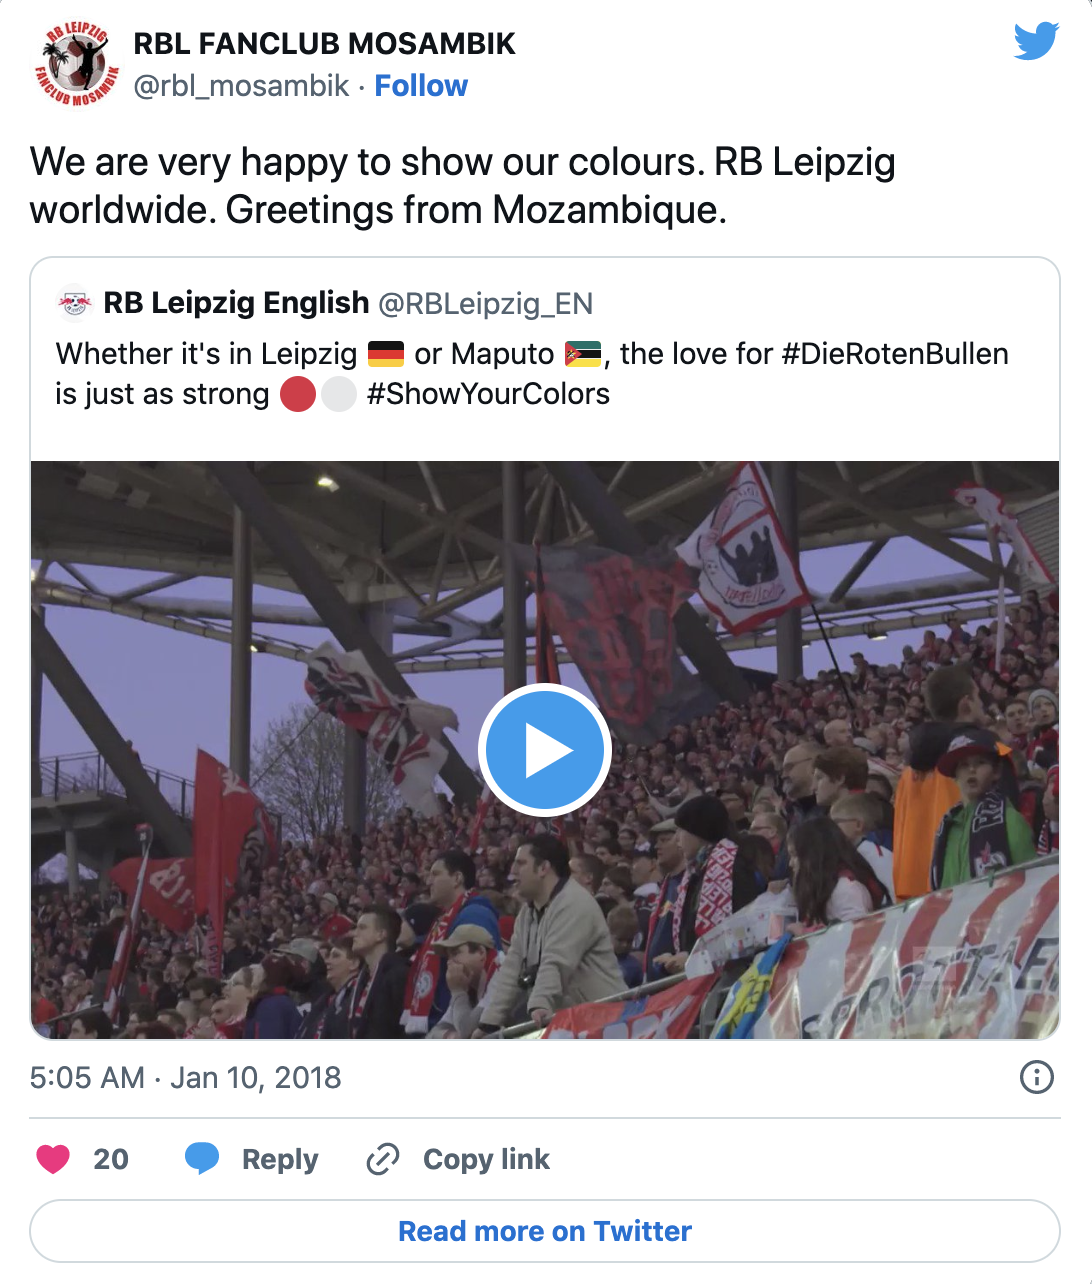 RB LEIPZIG
FANCLUB MOSAMBIK
RBL FANCLUB MOSAMBIK
@rbl_mosambik · Follow
We are very happy to show our colours. RB Leipzig
worldwide. Greetings from Mozambique.
RB Leipzig English @RBLeipzig_EN
Whether it's in Leipzig 🇩🇪 or Maputo 🇲🇿, the love for #DieRotenBullen
is just as strong 🔴⚪ #ShowYourColors
5:05 AM · Jan 10, 2018
20
Reply
Copy link
Read more on Twitter